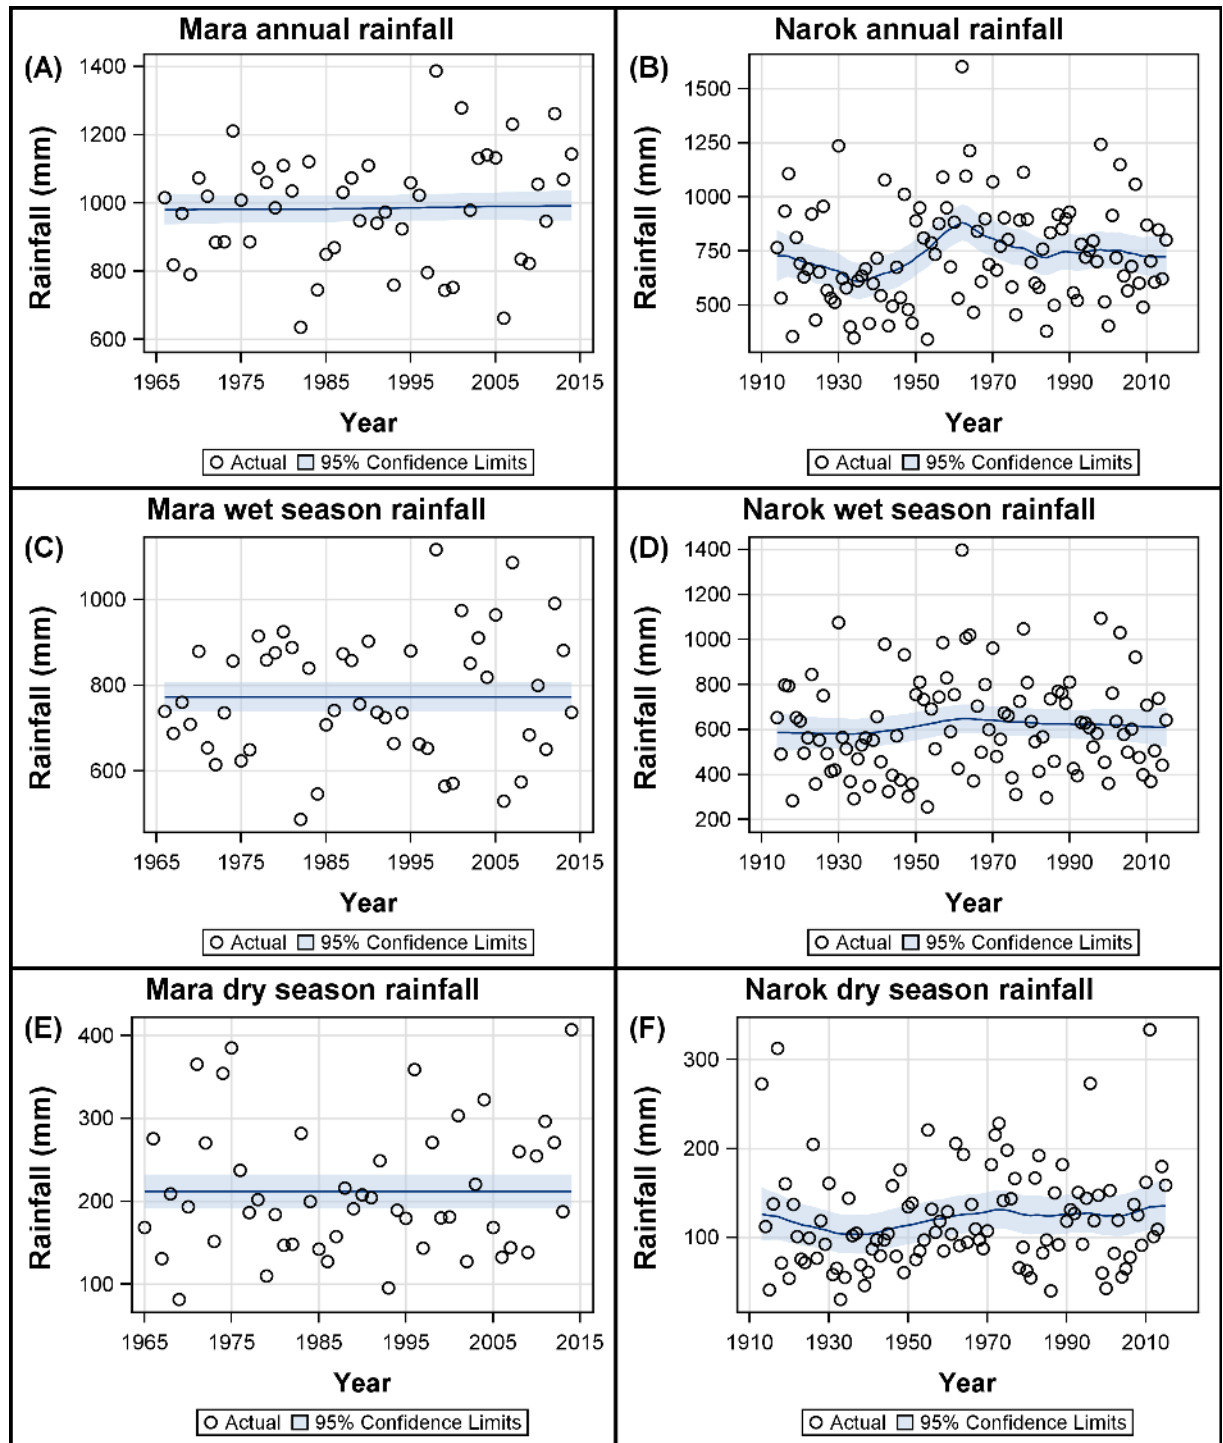 Mara annual rainfall
(A)
Rainfall (mm)
1400
1200
1000
800
600
1965 1975 1985 1995 2005 2015
Year
Actual 95% Confidence Limits
Narok annual rainfall
(B)
Rainfall (mm)
1500
1250
1000
750
500
1910 1930 1950 1970 1990 2010
Year
Actual 95% Confidence Limits
Mara wet season rainfall
(C)
Rainfall (mm)
1000
800
600
1965 1975 1985 1995 2005 2015
Year
Actual 95% Confidence Limits
Narok wet season rainfall
(D)
Rainfall (mm)
1400
1200
1000
800
600
400
200
1910 1930 1950 1970 1990 2010
Year
Actual 95% Confidence Limits
Mara dry season rainfall
(E)
Rainfall (mm)
400
300
200
100
1965 1975 1985 1995 2005 2015
Year
Actual 95% Confidence Limits
Narok dry season rainfall
(F)
Rainfall (mm)
300
200
100
1910 1930 1950 1970 1990 2010
Year
Actual 95% Confidence Limits